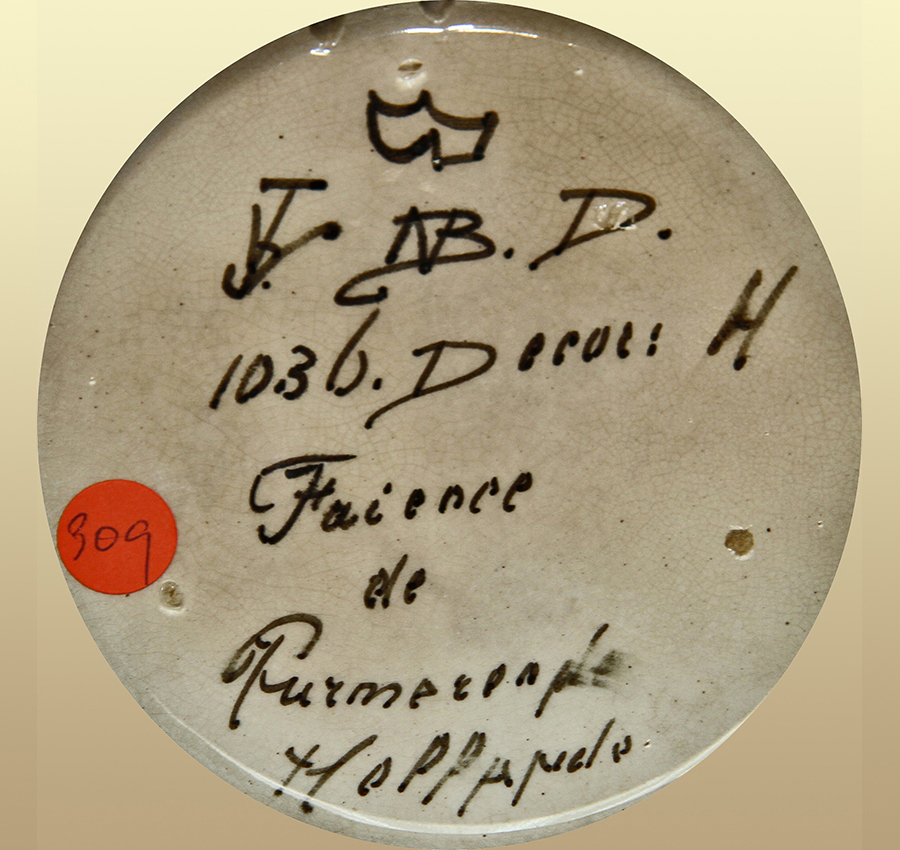 AB. D.
1036. Decor: H
Faience
de
Purmerende
Hollande
309